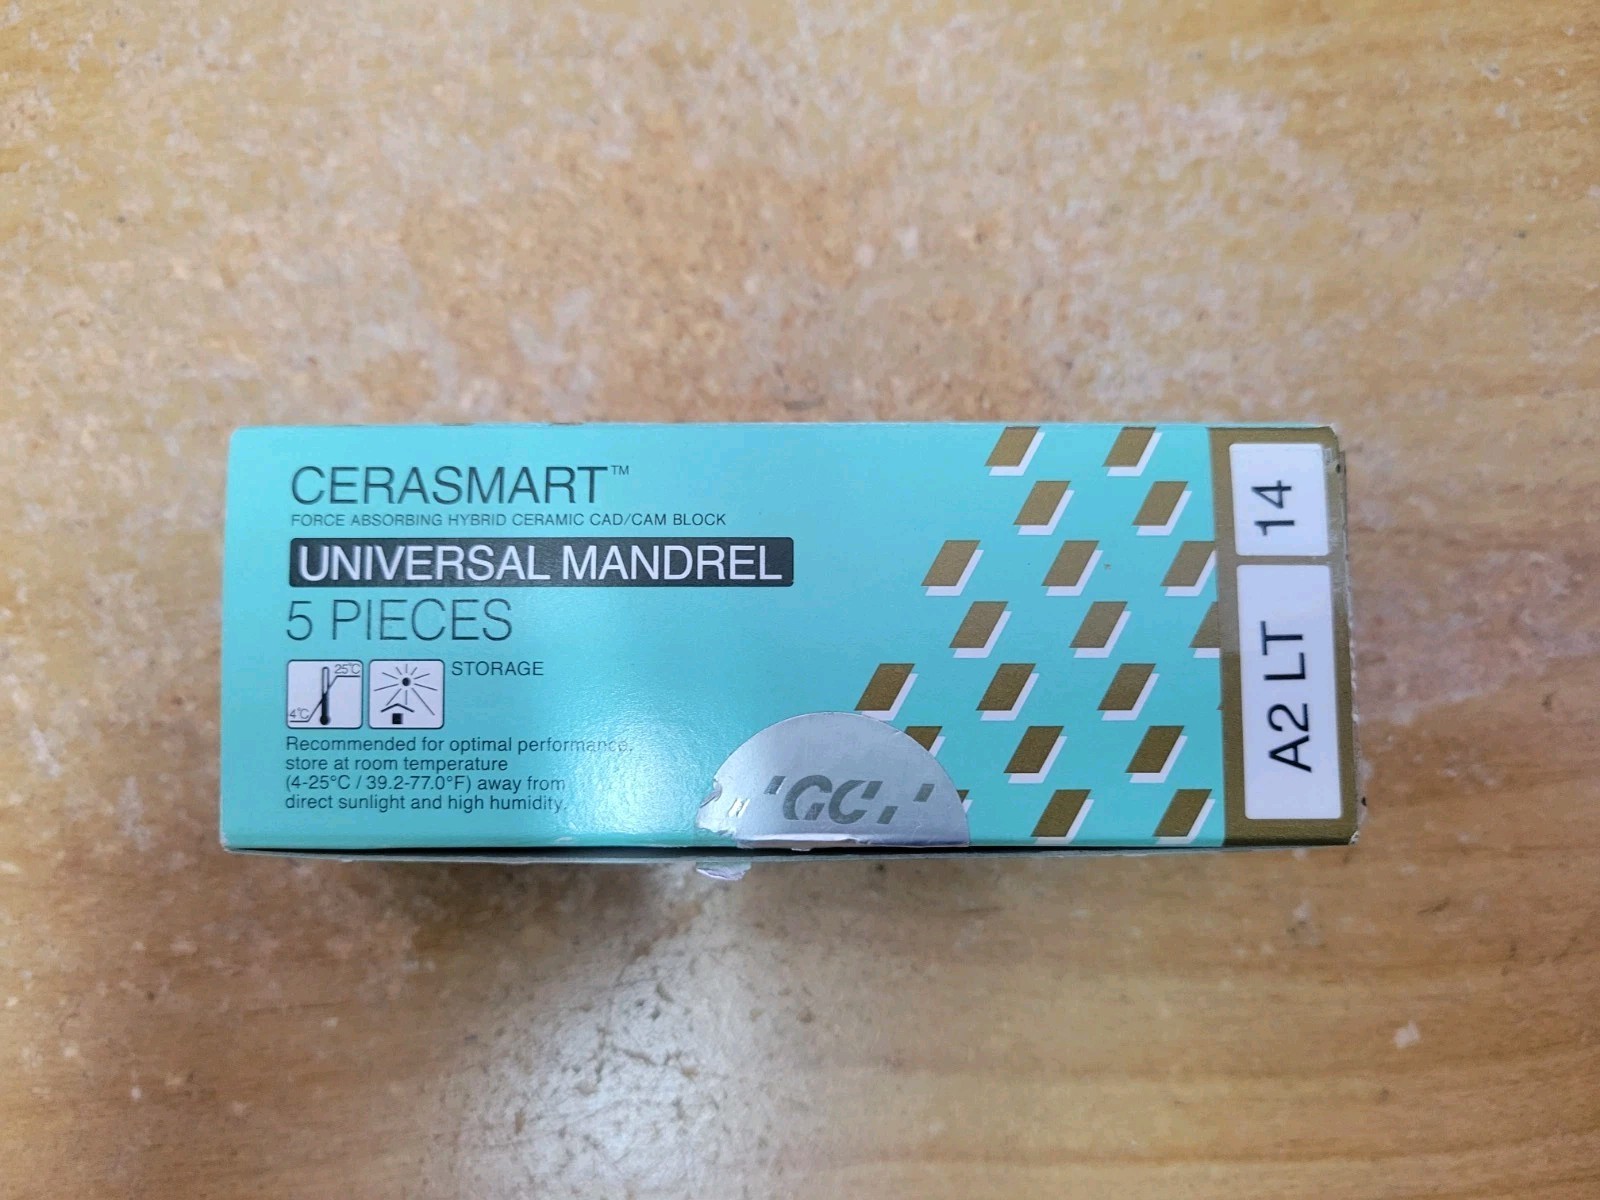 CERASMART™
FORCE ABSORBING HYBRID CERAMIC CAD/CAM BLOCK
UNIVERSAL MANDREL
5 PIECES
25°C
4°C
STORAGE
Recommended for optimal performance,
store at room temperature
(4-25°C / 39.2-77.0°F) away from
direct sunlight and high humidity.
GC
14
A2 LT